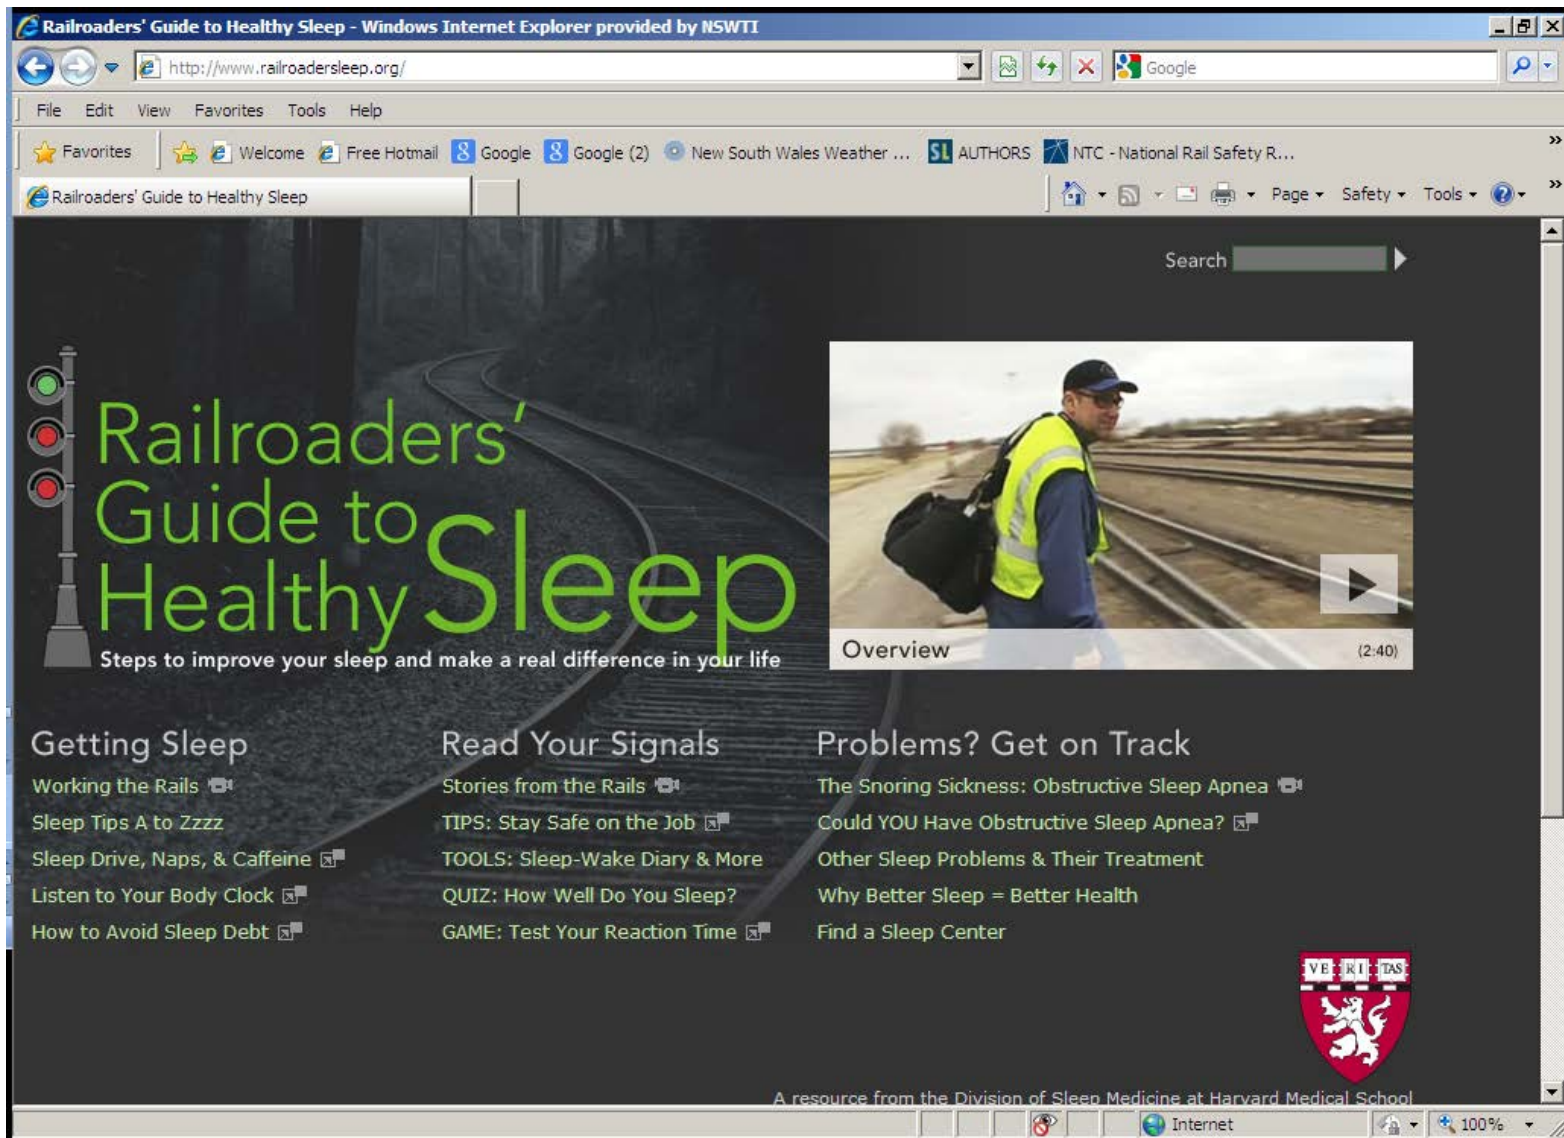 Railroaders' Guide to Healthy Sleep - Windows Internet Explorer provided by NSWTI
http://www.railroadersleep.org/
Google
File Edit View Favorites Tools Help
Favorites Welcome Free Hotmail Google Google (2) New South Wales Weather ... SL AUTHORS NTC - National Rail Safety R...
Railroaders' Guide to Healthy Sleep
Page Safety Tools
Search
Railroaders'
Guide to
Healthy Sleep
Steps to improve your sleep and make a real difference in your life
Overview (2:40)
Getting Sleep
Working the Rails
Sleep Tips A to Zzzz
Sleep Drive, Naps, & Caffeine
Listen to Your Body Clock
How to Avoid Sleep Debt
Read Your Signals
Stories from the Rails
TIPS: Stay Safe on the Job
TOOLS: Sleep-Wake Diary & More
QUIZ: How Well Do You Sleep?
GAME: Test Your Reaction Time
Problems? Get on Track
The Snoring Sickness: Obstructive Sleep Apnea
Could YOU Have Obstructive Sleep Apnea?
Other Sleep Problems & Their Treatment
Why Better Sleep = Better Health
Find a Sleep Center
VE RI TAS
A resource from the Division of Sleep Medicine at Harvard Medical School
Internet 100%